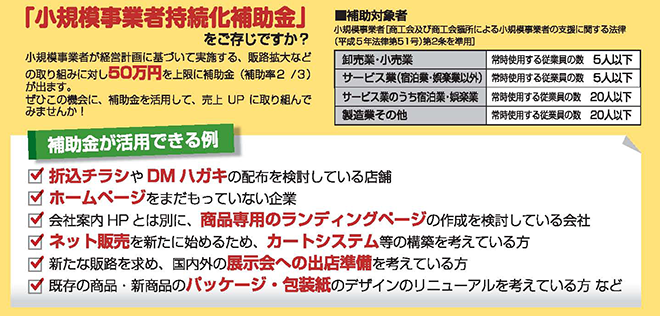 「小規模事業者持続化補助金」
をご存じですか？
小規模事業者が経営計画に基づいて実施する、販路拡大など
の取り組みに対し50万円を上限に補助金（補助率2 /3）
が出ます。
ぜひこの機会に、補助金を活用して、売上 UP に取り組んで
みませんか！
■補助対象者
小規模事業者［商工会及び商工会議所による小規模事業者の支援に関する法律
（平成5年法律第51号）第2条を準用］
卸売業・小売業 常時使用する従業員の数 5人以下
サービス業（宿泊業・娯楽業以外） 常時使用する従業員の数 5人以下
サービス業のうち宿泊業・娯楽業 常時使用する従業員の数 20人以下
製造業その他 常時使用する従業員の数 20人以下
補助金が活用できる例
折込チラシや DM ハガキの配布を検討している店舗
ホームページをまだもっていない企業
会社案内 HP とは別に、商品専用のランディングページの作成を検討している会社
ネット販売を新たに始めるため、カートシステム等の構築を考えている方
新たな販路を求め、国内外の展示会への出店準備を考えている方
既存の商品・新商品のパッケージ・包装紙のデザインのリニューアルを考えている方 など